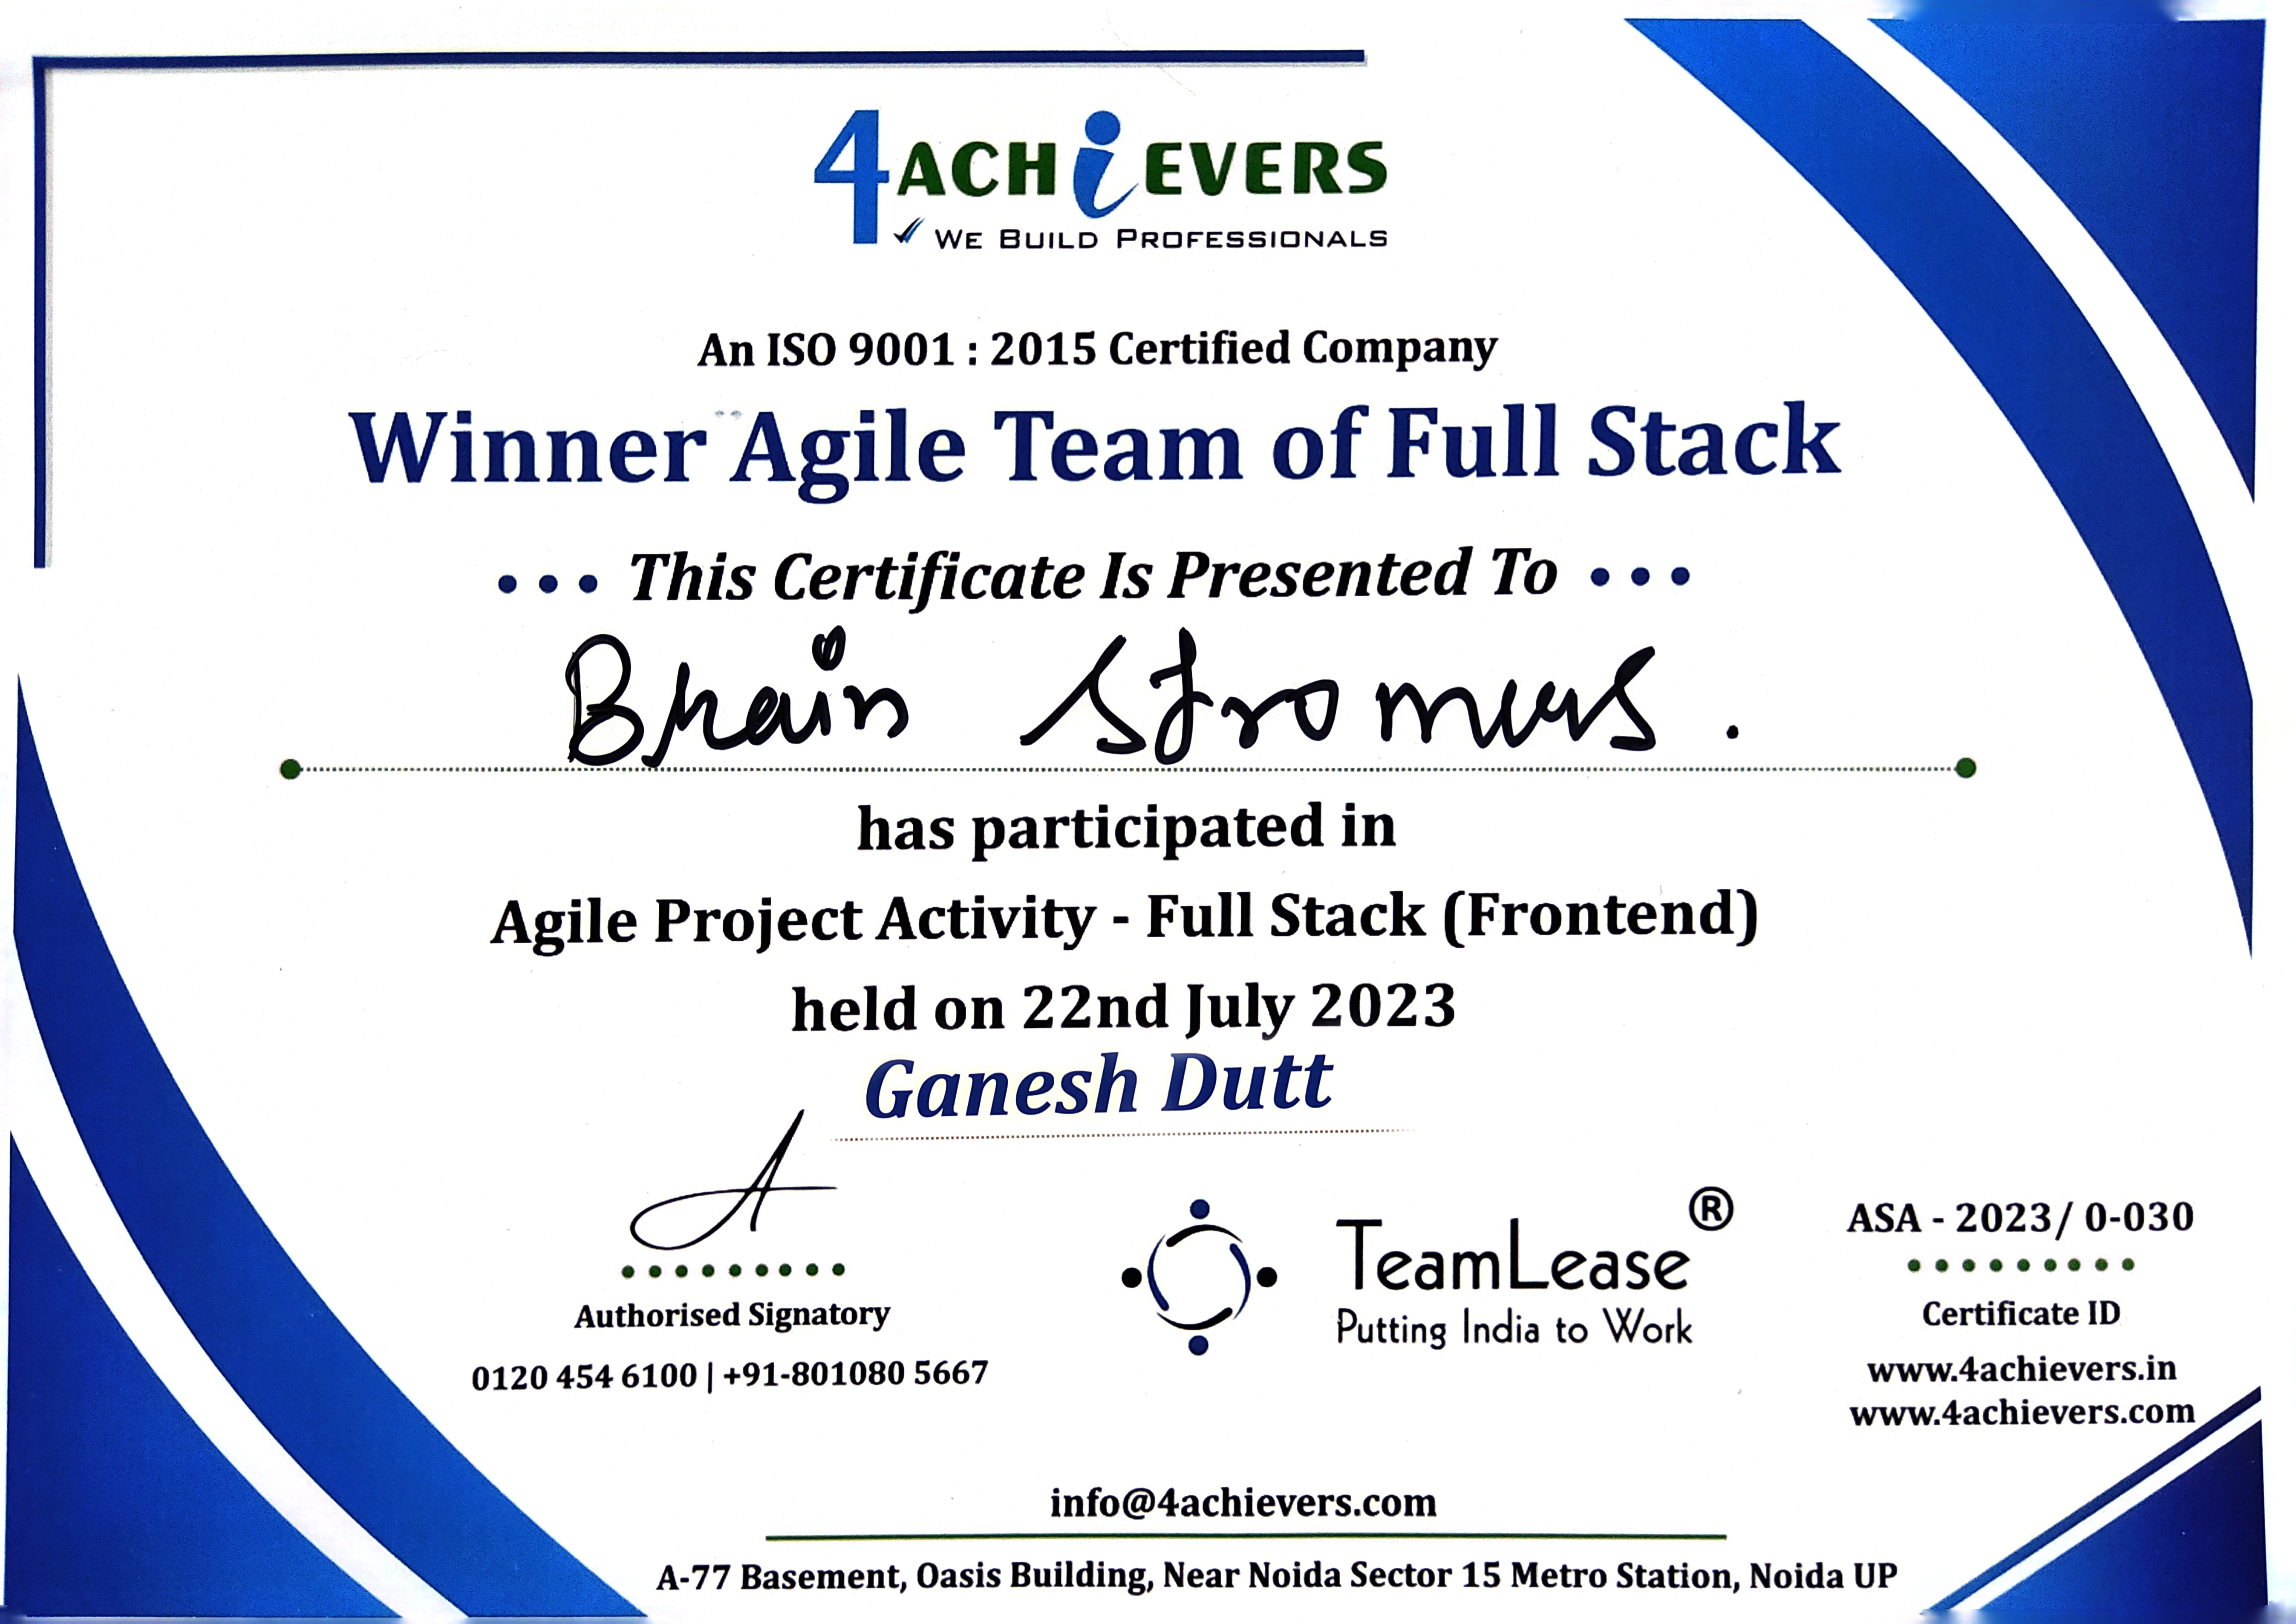 4ACHiEVERS
WE BUILD PROFESSIONALS
An ISO 9001 : 2015 Certified Company
Winner Agile Team of Full Stack
••• This Certificate Is Presented To •••
Brain Stromers.
has participated in
Agile Project Activity - Full Stack (Frontend)
held on 22nd July 2023
Ganesh Dutt
Authorised Signatory
0120 454 6100 | +91-801080 5667
TeamLease®
Putting India to Work
ASA - 2023/ 0-030
Certificate ID
www.4achievers.in
www.4achievers.com
info@4achievers.com
A-77 Basement, Oasis Building, Near Noida Sector 15 Metro Station, Noida UP